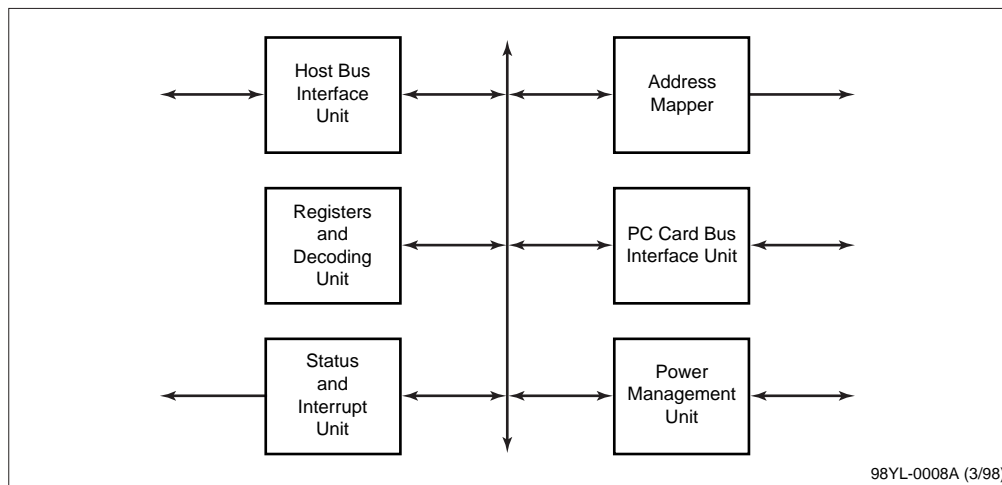 Host Bus
Interface
Unit
Address
Mapper
Registers
and
Decoding
Unit
PC Card Bus
Interface Unit
Status
and
Interrupt
Unit
Power
Management
Unit
98YL-0008A (3/98)